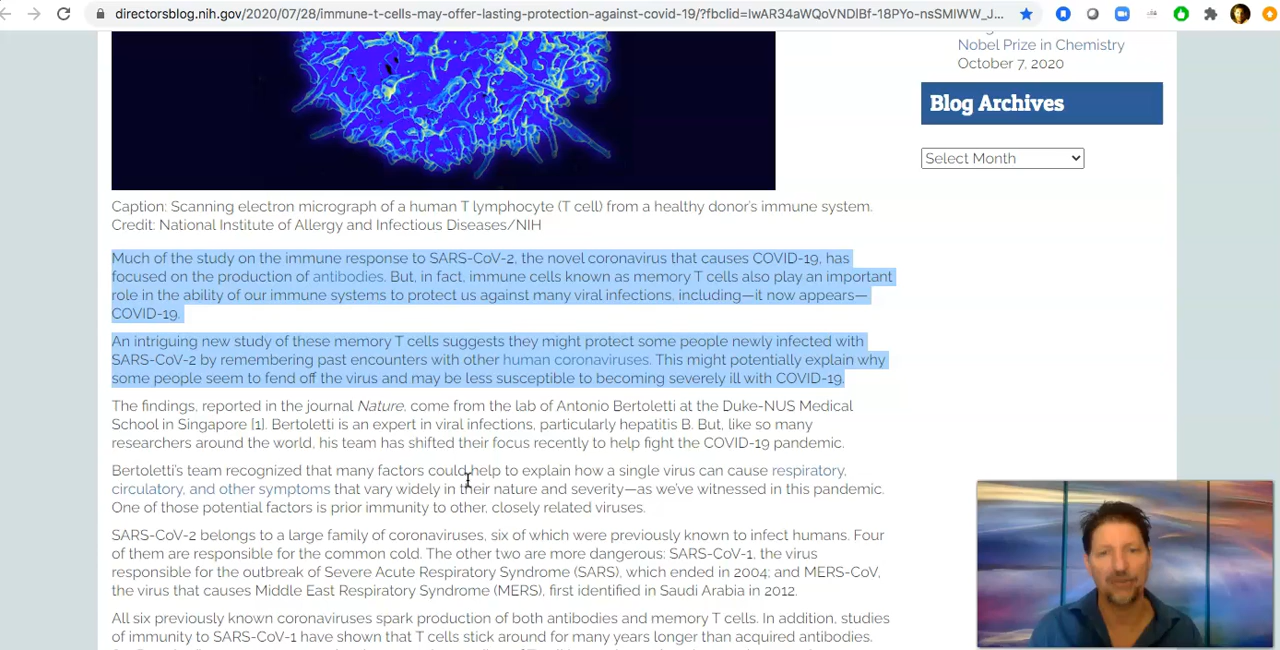 directorsblog.nih.gov/2020/07/28/immune-t-cells-may-offer-lasting-protection-against-covid-19/?fbclid=IwAR34aWQoVNDlBf-18PYo-nsSMlWW_J...
Nobel Prize in Chemistry
October 7, 2020
Blog Archives
Select Month
Caption: Scanning electron micrograph of a human T lymphocyte (T cell) from a healthy donor's immune system.
Credit: National Institute of Allergy and Infectious Diseases/NIH
Much of the study on the immune response to SARS-CoV-2, the novel coronavirus that causes COVID-19, has
focused on the production of antibodies. But, in fact, immune cells known as memory T cells also play an important
role in the ability of our immune systems to protect us against many viral infections, including—it now appears—
COVID-19.
An intriguing new study of these memory T cells suggests they might protect some people newly infected with
SARS-CoV-2 by remembering past encounters with other human coronaviruses. This might potentially explain why
some people seem to fend off the virus and may be less susceptible to becoming severely ill with COVID-19.
The findings, reported in the journal Nature, come from the lab of Antonio Bertoletti at the Duke-NUS Medical
School in Singapore [1]. Bertoletti is an expert in viral infections, particularly hepatitis B. But, like so many
researchers around the world, his team has shifted their focus recently to help fight the COVID-19 pandemic.
Bertoletti's team recognized that many factors could help to explain how a single virus can cause respiratory,
circulatory, and other symptoms that vary widely in their nature and severity—as we've witnessed in this pandemic.
One of those potential factors is prior immunity to other, closely related viruses.
SARS-CoV-2 belongs to a large family of coronaviruses, six of which were previously known to infect humans. Four
of them are responsible for the common cold. The other two are more dangerous: SARS-CoV-1, the virus
responsible for the outbreak of Severe Acute Respiratory Syndrome (SARS), which ended in 2004; and MERS-CoV,
the virus that causes Middle East Respiratory Syndrome (MERS), first identified in Saudi Arabia in 2012.
All six previously known coronaviruses spark production of both antibodies and memory T cells. In addition, studies
of immunity to SARS-CoV-1 have shown that T cells stick around for many years longer than acquired antibodies.